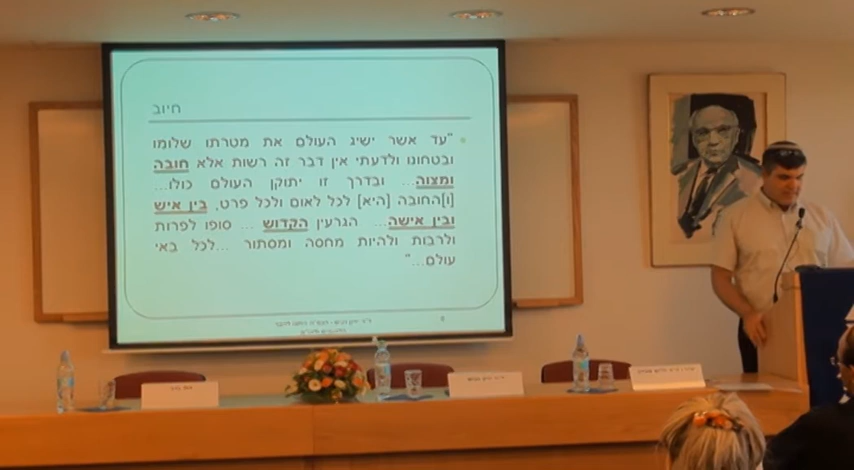 חיוב
"עד אשר ישיג העולם את מטרתו שלומו
ובטחונו ולדעתי אין דבר זה רשות אלא חובה
ומצוה... ובדרך זו יתוקן העולם כולו...
[ו]החובה [היא] לכל לאום ולכל פרט, בין איש
ובין אישה... הגרעין הקדוש ... סופו לפרות
ולרבות ולהיות מחסה ומסתור ...לכל באי
עולם..."